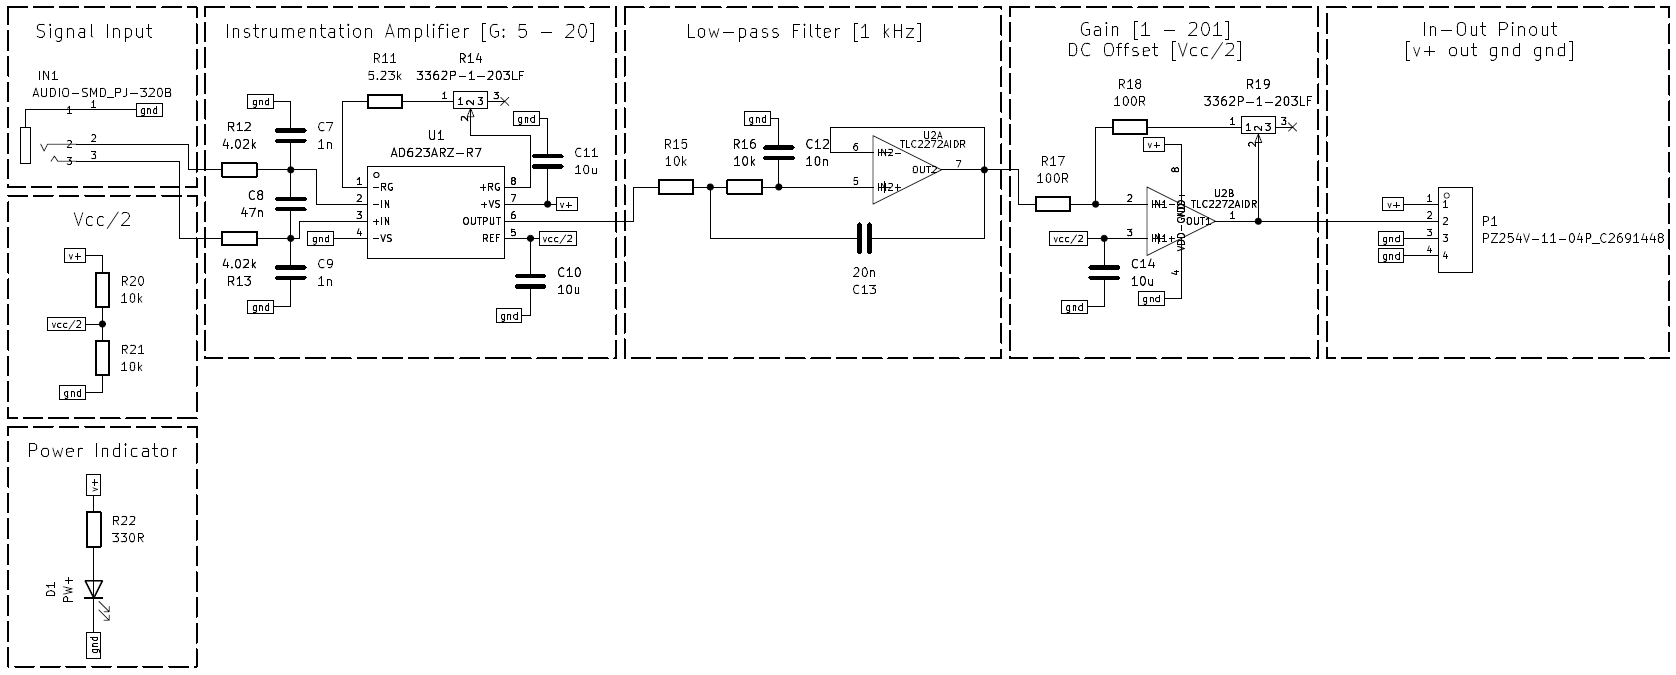 Signal Input
IN1
AUDIO-SMD_PJ-320B
1 1 gnd
2 2
3 3
Vcc/2
v+
R20
10k
vcc/2
R21
10k
gnd
Power Indicator
v+
R22
330R
D1
PW+
gnd
Instrumentation Amplifier [G: 5 - 20]
R11
5.23k
R14
3362P-1-203LF
1 1 2 3 3
2
gnd
gnd
R12
4.02k
C7
1n
C8
47n
4.02k
R13
C9
1n
gnd
gnd
U1
AD623ARZ-R7
1 -RG +RG 8
2 -IN +VS 7
3 +IN OUTPUT 6
4 -VS REF 5
C11
10u
v+
vcc/2
C10
10u
gnd
Low-pass Filter [1 kHz]
R15
10k
R16
10k
gnd
C12
10n
U2A
TLC2272AIDR
6 IN2-
5 IN2+
OUT2 7
20n
C13
Gain [1 - 201]
DC Offset [Vcc/2]
R18
100R
R19
3362P-1-203LF
1 1 2 3 3
2
v+
8
R17
100R
U2B
TLC2272AIDR
2 IN1-
VDD+
OUT1 1
3 IN1+
VDD-GND
4
vcc/2
C14
10u
gnd
gnd
In-Out Pinout
[v+ out gnd gnd]
v+ 1 1
2 2
gnd 3 3
gnd 4 4
P1
PZ254V-11-04P_C2691448